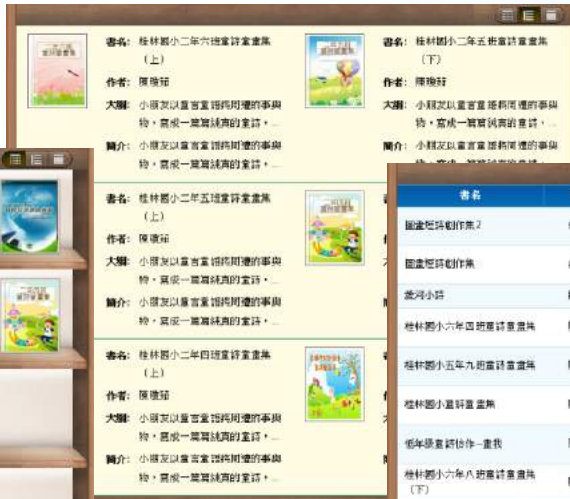 書名: 桂林國小二年六班童詩童畫集
(上)
作者: 陳瓊
大綱: 小朋友以童言童語將周遭的事與
物,寫成一篇篇純真的童詩,...
簡介: 小朋友以童言童語將周遭的事與
物,寫成一篇篇純真的童詩,...
書名: 桂林國小二年五班童詩童畫集
(下)
作者: 陳瓊
大綱: 小朋友以童言童語將周遭的事與
物,寫成一篇篇純真的童詩,...
簡介: 小朋友以童言童語將周遭的事與
書名: 桂林國小二年五班童詩童畫集
(上)
作者: 陳瓊
大綱: 小朋友以童言童語將周遭的事與
物,寫成一篇篇純真的童詩,...
簡介: 小朋友以童言童語將周遭的事與
物,寫成一篇篇純真的童詩,...
書名: 桂林國小二年四班童詩童畫集
(上)
作者: 陳瓊
大綱: 小朋友以童言童語將周遭的事與
物,寫成一篇篇純真的童詩,...
簡介: 小朋友以童言童語將周遭的事與
物,寫成一篇篇純真的童詩,...
書名
圖畫短詩創作集2
圖畫短詩創作集
愛河小詩
桂林國小六年四班童詩童畫集
桂林國小五年九班童詩童畫集
桂林國小童詩童畫集
低年級童詩佳作-畫我
桂林國小六年八班童詩童畫集
(下)